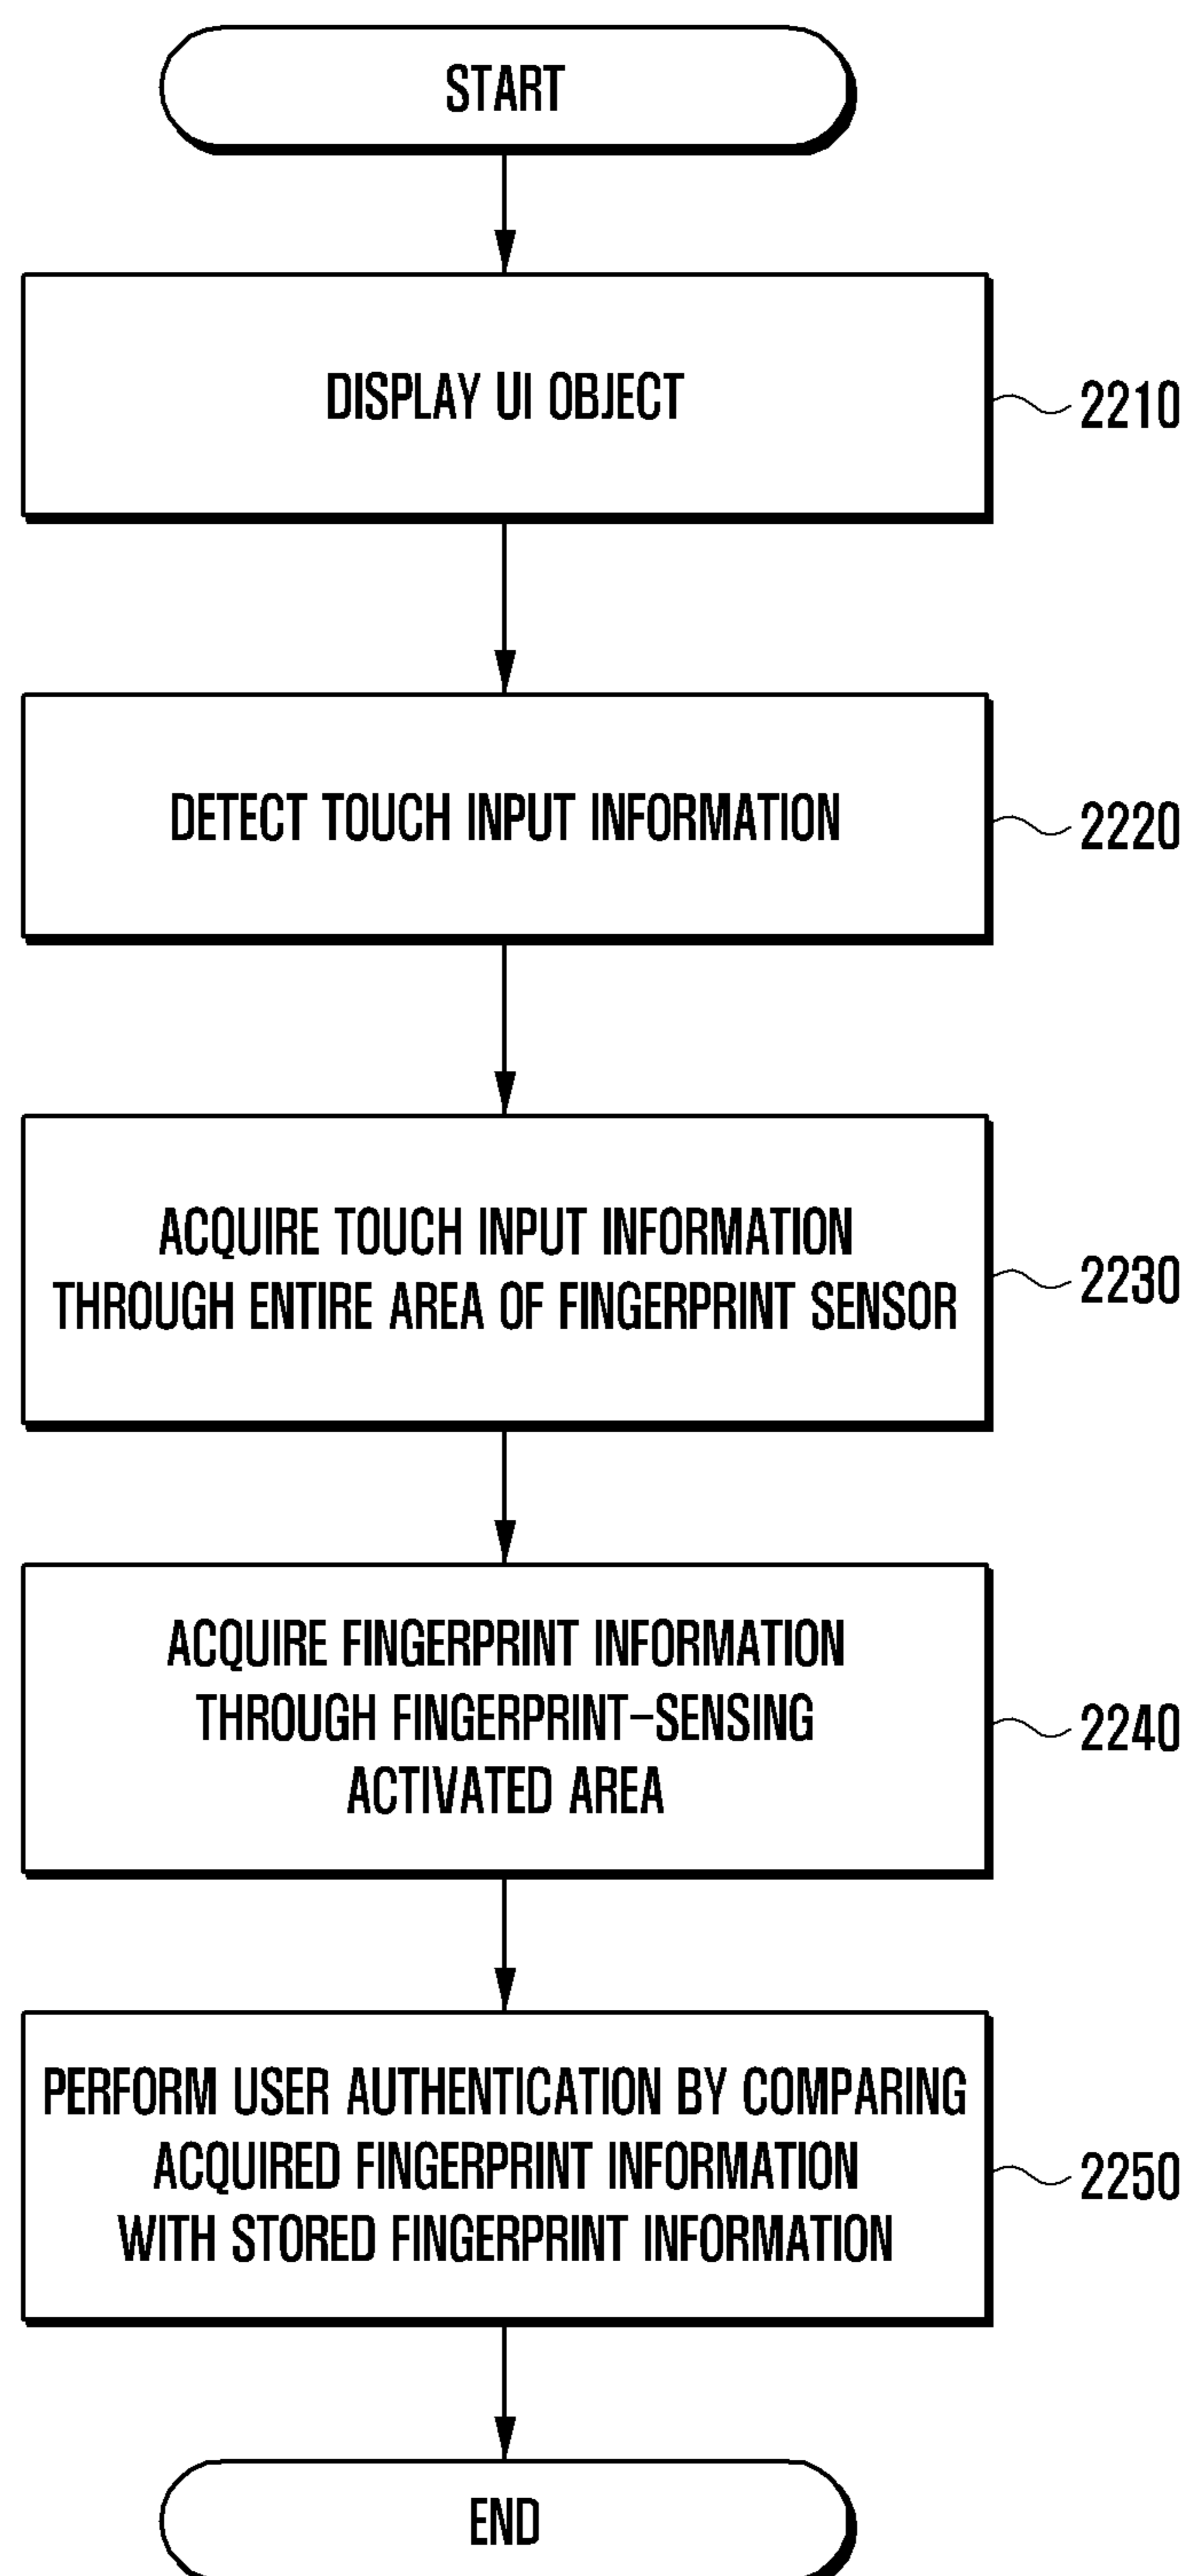 START
DISPLAY UI OBJECT
2210
DETECT TOUCH INPUT INFORMATION
2220
ACQUIRE TOUCH INPUT INFORMATION
THROUGH ENTIRE AREA OF FINGERPRINT SENSOR
2230
ACQUIRE FINGERPRINT INFORMATION
THROUGH FINGERPRINT-SENSING
ACTIVATED AREA
2240
PERFORM USER AUTHENTICATION BY COMPARING
ACQUIRED FINGERPRINT INFORMATION
WITH STORED FINGERPRINT INFORMATION
2250
END